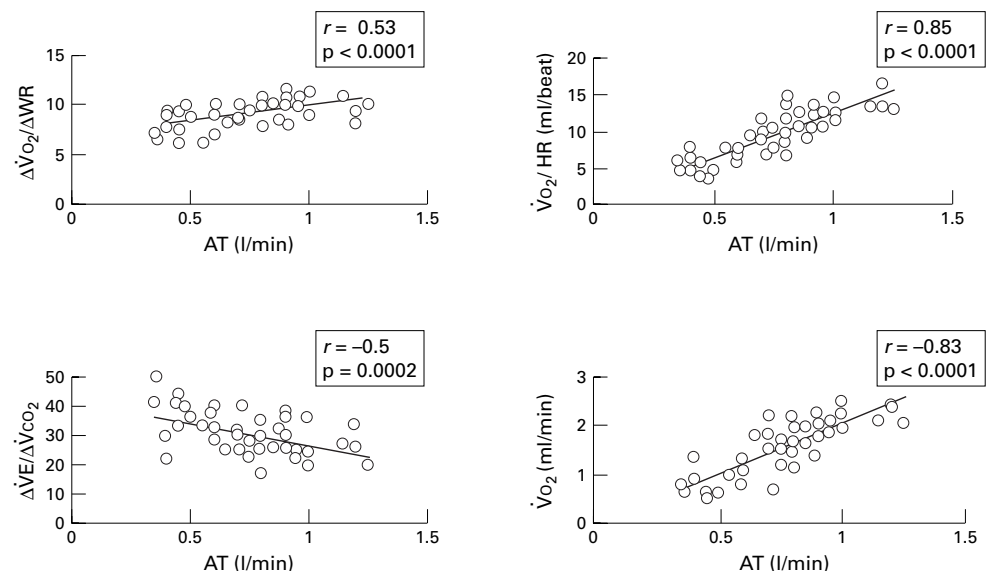 r = 0.53
p < 0.0001
15
10
5
0
ΔV̇O₂/ΔWR
0
0.5
1
1.5
AT (l/min)
r = 0.85
p < 0.0001
20
15
10
5
0
V̇O₂/ HR (ml/beat)
0
0.5
1
1.5
AT (l/min)
r = –0.5
p = 0.0002
50
40
30
20
10
0
ΔV̇E/ΔV̇CO₂
0
0.5
1
1.5
AT (l/min)
r = –0.83
p < 0.0001
3
2
1
0
V̇O₂ (ml/min)
0
0.5
1
1.5
AT (l/min)